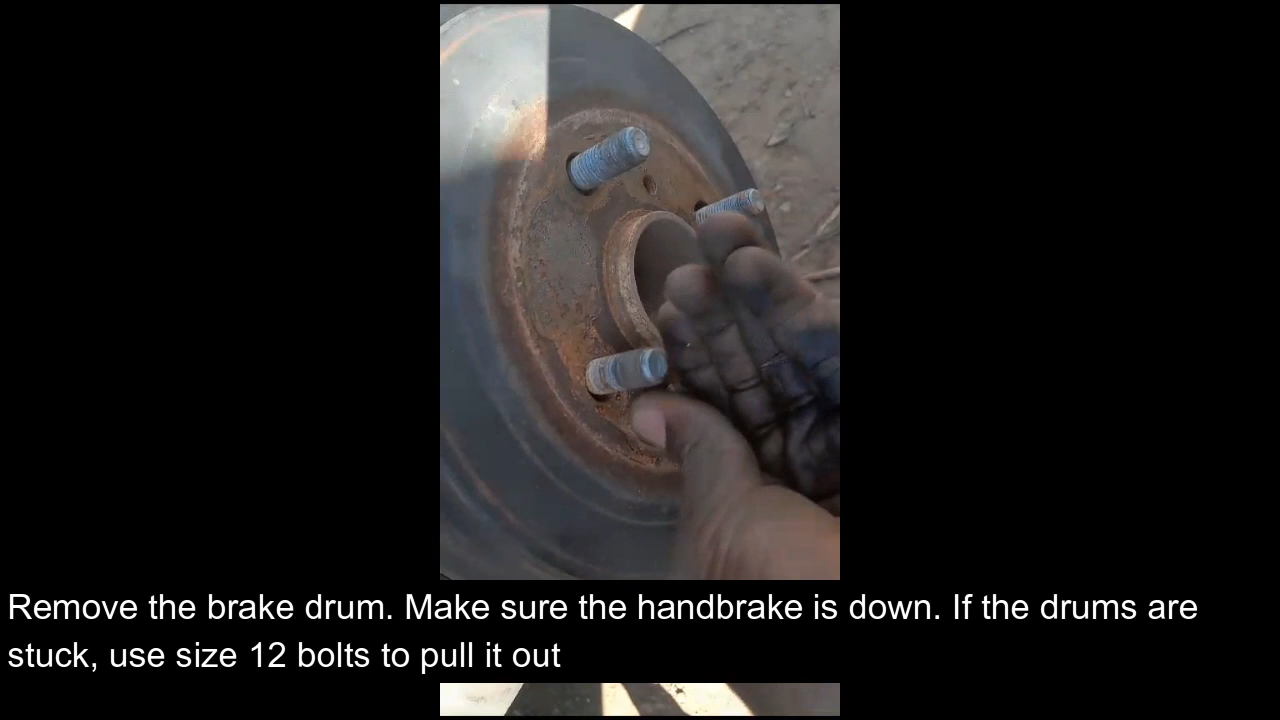 Remove the brake drum. Make sure the handbrake is down. If the drums are
stuck, use size 12 bolts to pull it out